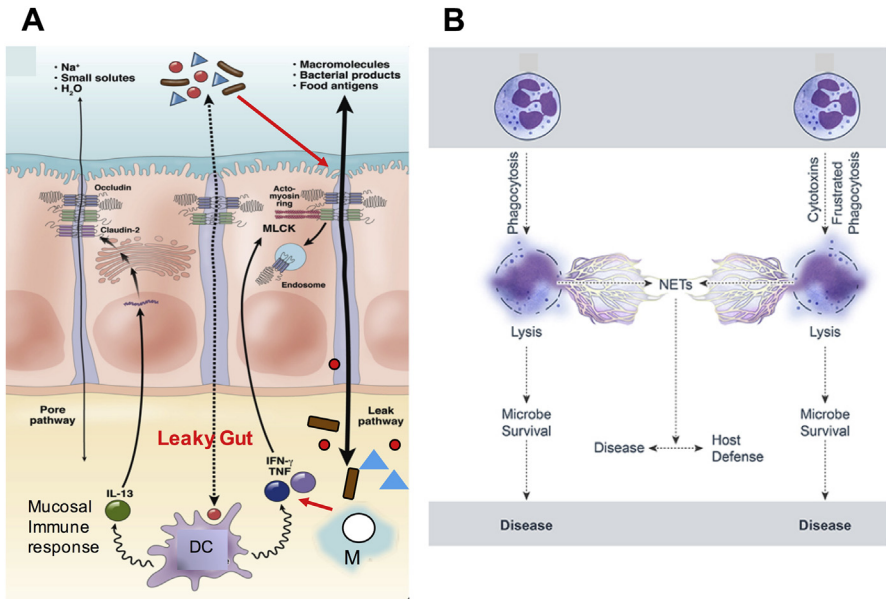 A
• Na⁺
• Small solutes
• H₂O
• Macromolecules
• Bacterial products
• Food antigens
Occludin
Claudin-2
Acto-
myosin
ring
MLCK
Endosome
Pore
pathway
Leaky Gut
Leak
pathway
IFN-γ
TNF
IL-13
Mucosal
Immune
response
DC
M
B
Phagocytosis
Cytotoxins
Frustrated
Phagocytosis
NETs
Lysis
Lysis
Microbe
Survival
Microbe
Survival
Disease
Host
Defense
Disease
Disease